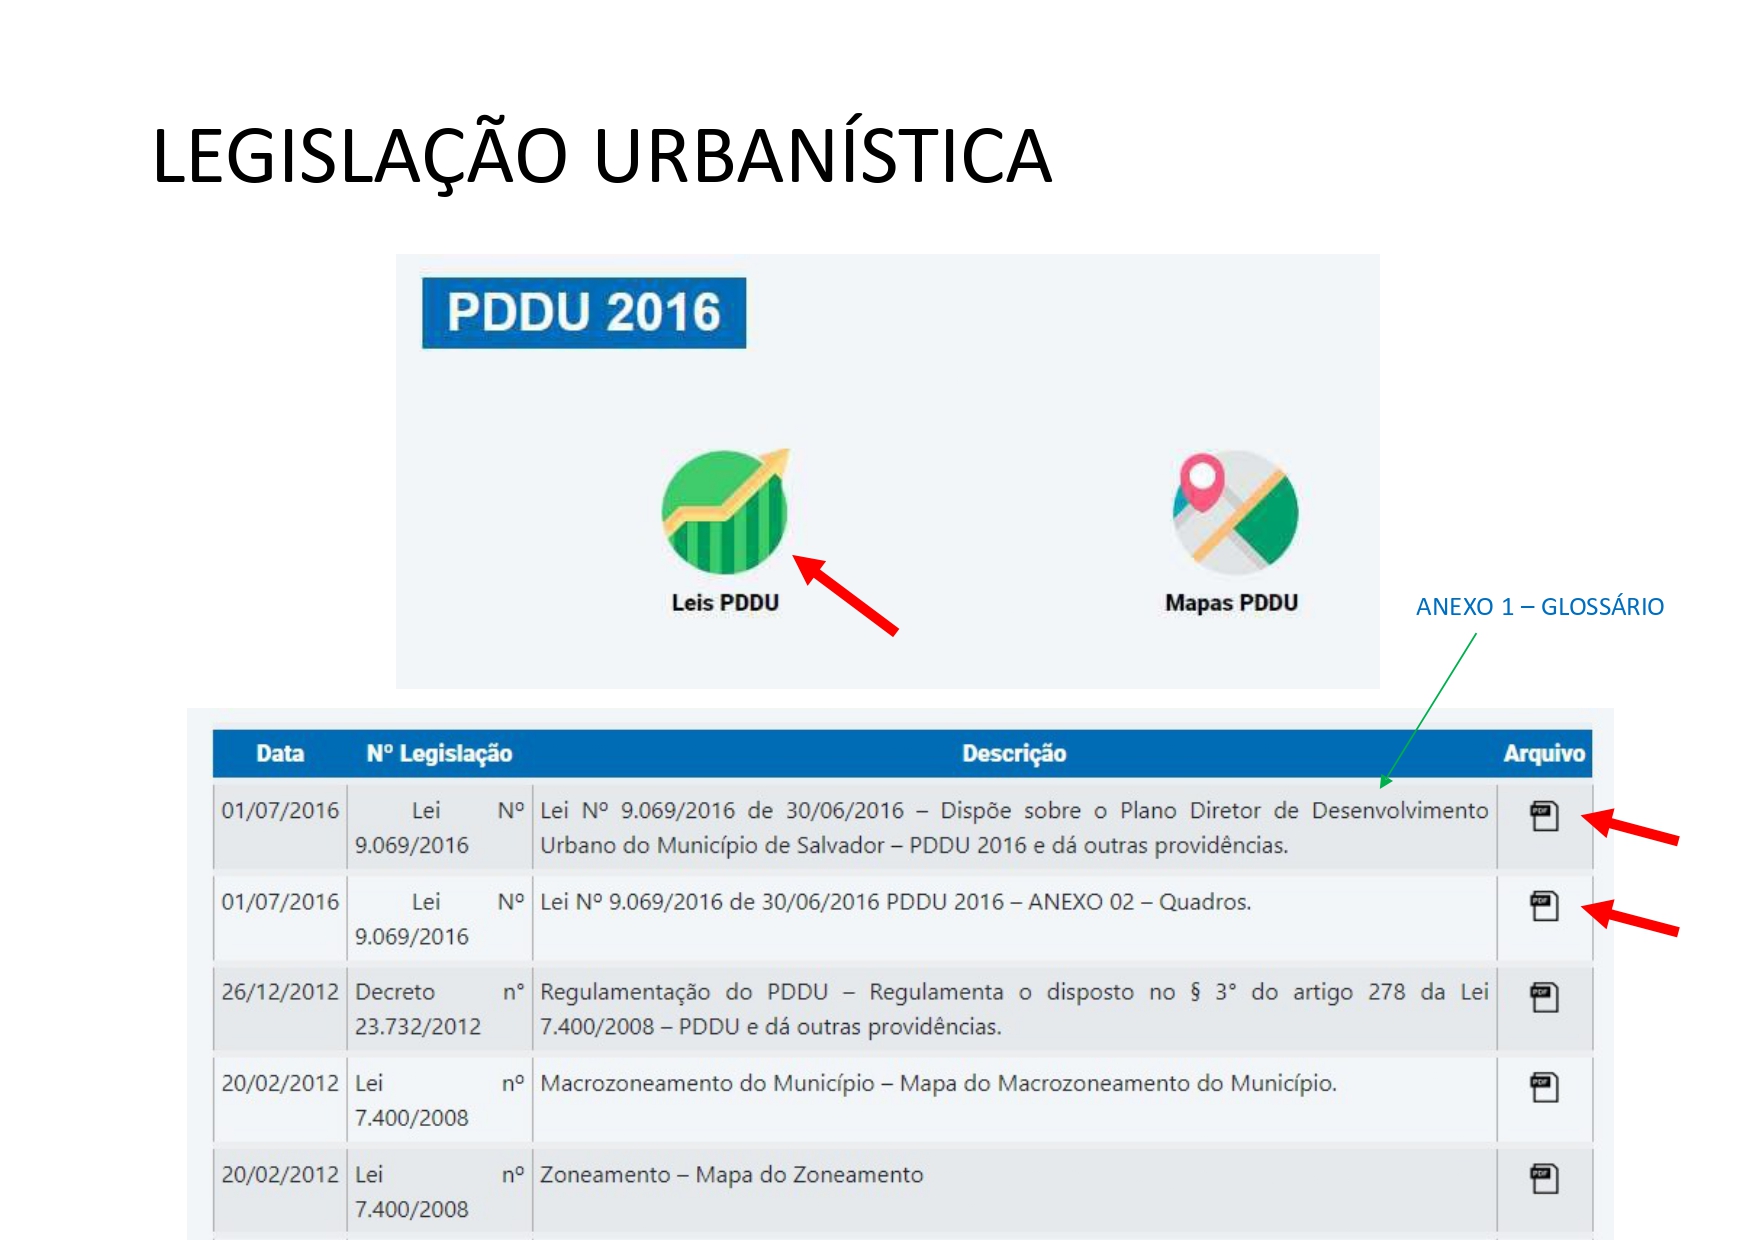 LEGISLAÇÃO URBANÍSTICA
PDDU 2016
Leis PDDU
Mapas PDDU
ANEXO 1 – GLOSSÁRIO
Data Nº Legislação Descrição Arquivo
01/07/2016 Lei Nº Lei Nº 9.069/2016 de 30/06/2016 – Dispõe sobre o Plano Diretor de Desenvolvimento PDF
9.069/2016 Urbano do Município de Salvador – PDDU 2016 e dá outras providências.
01/07/2016 Lei Nº Lei Nº 9.069/2016 de 30/06/2016 PDDU 2016 – ANEXO 02 – Quadros. PDF
9.069/2016
26/12/2012 Decreto n° Regulamentação do PDDU – Regulamenta o disposto no § 3° do artigo 278 da Lei PDF
23.732/2012 7.400/2008 – PDDU e dá outras providências.
20/02/2012 Lei nº Macrozoneamento do Município – Mapa do Macrozoneamento do Município. PDF
7.400/2008
20/02/2012 Lei nº Zoneamento – Mapa do Zoneamento PDF
7.400/2008